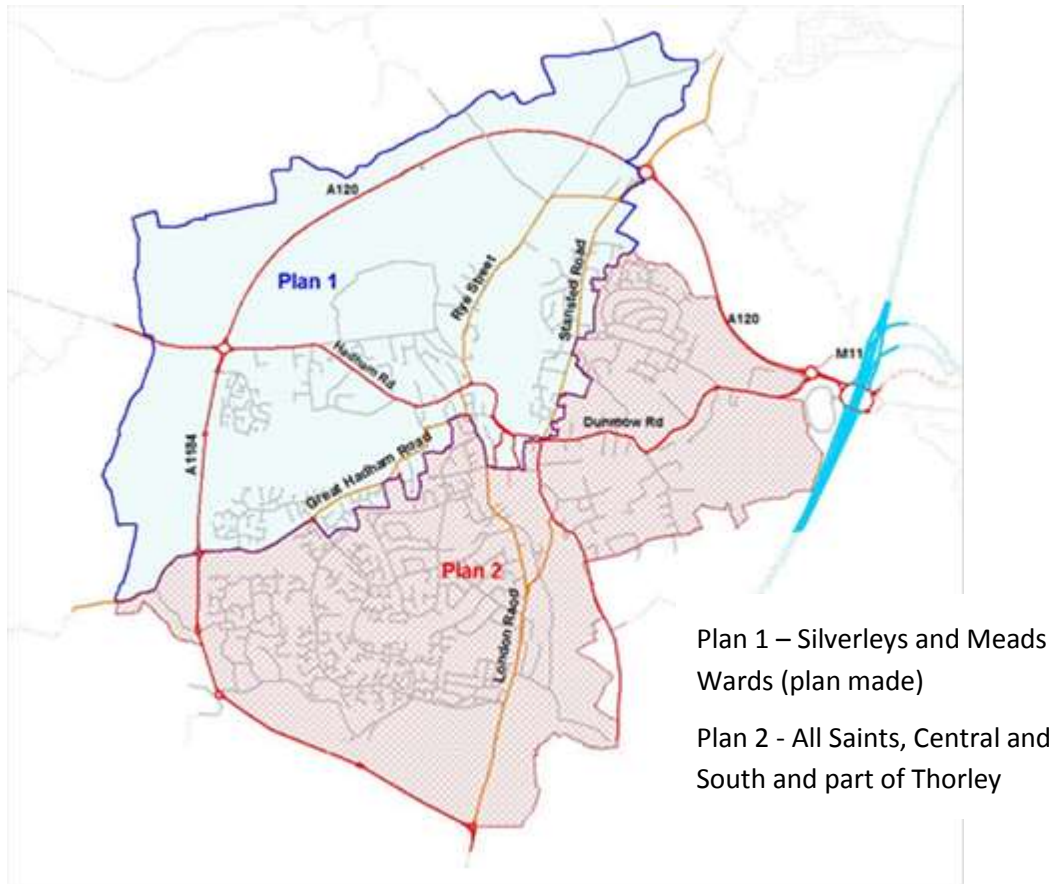 A120
Plan 1
Rye Street
Stansted Road
A120
M11
Hadham Rd
Dunmow Rd
A1184
Great Hadham Road
Plan 2
London Raod
Plan 1 – Silverleys and Meads
Wards (plan made)
Plan 2 - All Saints, Central and
South and part of Thorley